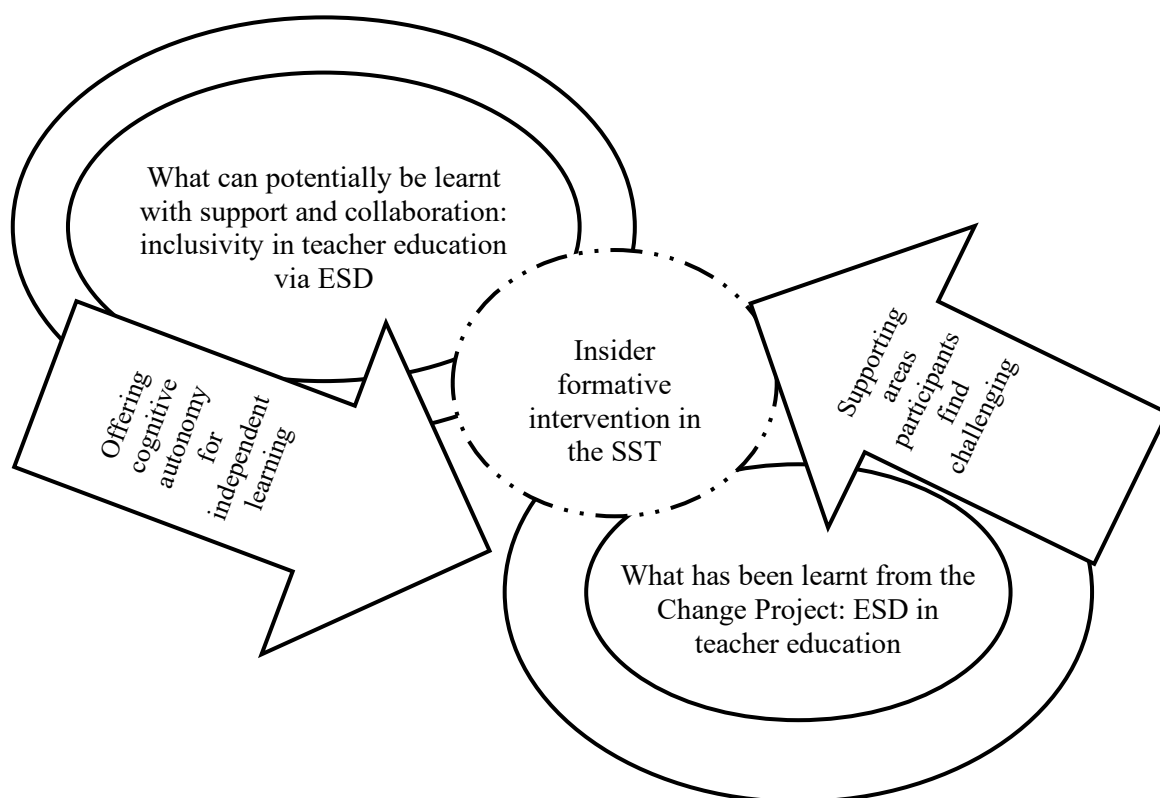 What can potentially be learnt
with support and collaboration:
inclusivity in teacher education
via ESD
Offering
cognitive
autonomy
for
independent
learning
Insider
formative
intervention in
the SST
Supporting
areas
participants
find
challenging
What has been learnt from the
Change Project: ESD in
teacher education